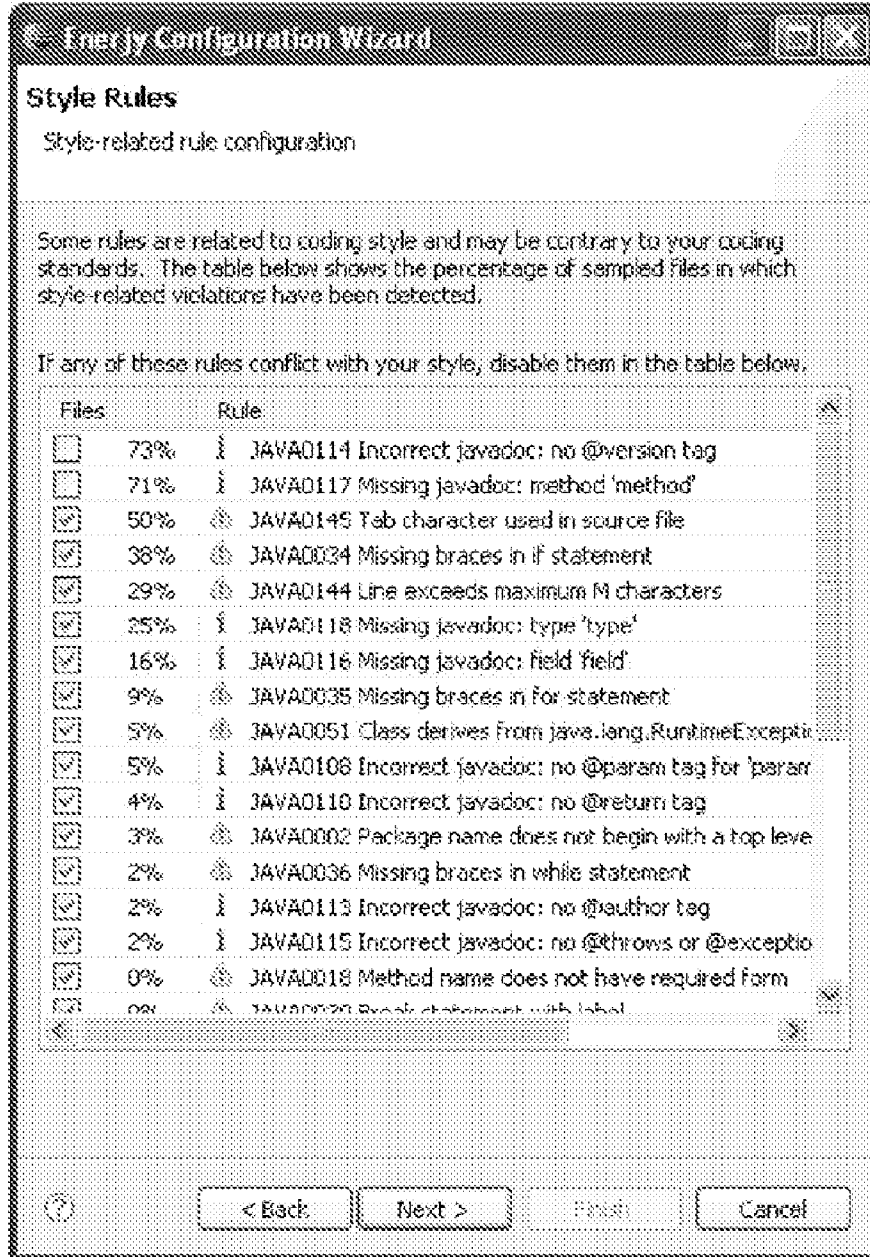 Enerjy Configuration Wizard
Style Rules
Style-related rule configuration
Some rules are related to coding style and may be contrary to your coding
standards. The table below shows the percentage of sampled files in which
style-related violations have been detected.
If any of these rules conflict with your style, disable them in the table below.
Files Rule
73% JAVA0114 Incorrect javadoc: no @version tag
71% JAVA0117 Missing javadoc: method 'method'
50% JAVA0145 Tab character used in source file
38% JAVA0034 Missing braces in if statement
29% JAVA0144 Line exceeds maximum M characters
25% JAVA0118 Missing javadoc: type 'type'
16% JAVA0116 Missing javadoc: field 'field'
9% JAVA0035 Missing braces in for statement
5% JAVA0051 Class derives from java.lang.RuntimeExceptio
5% JAVA0108 Incorrect javadoc: no @param tag for 'param
4% JAVA0110 Incorrect javadoc: no @return tag
3% JAVA0002 Package name does not begin with a top leve
2% JAVA0036 Missing braces in while statement
2% JAVA0113 Incorrect javadoc: no @author tag
2% JAVA0115 Incorrect javadoc: no @throws or @exceptio
0% JAVA0018 Method name does not have required form
0% Break statement with label
? < Back Next > Finish Cancel